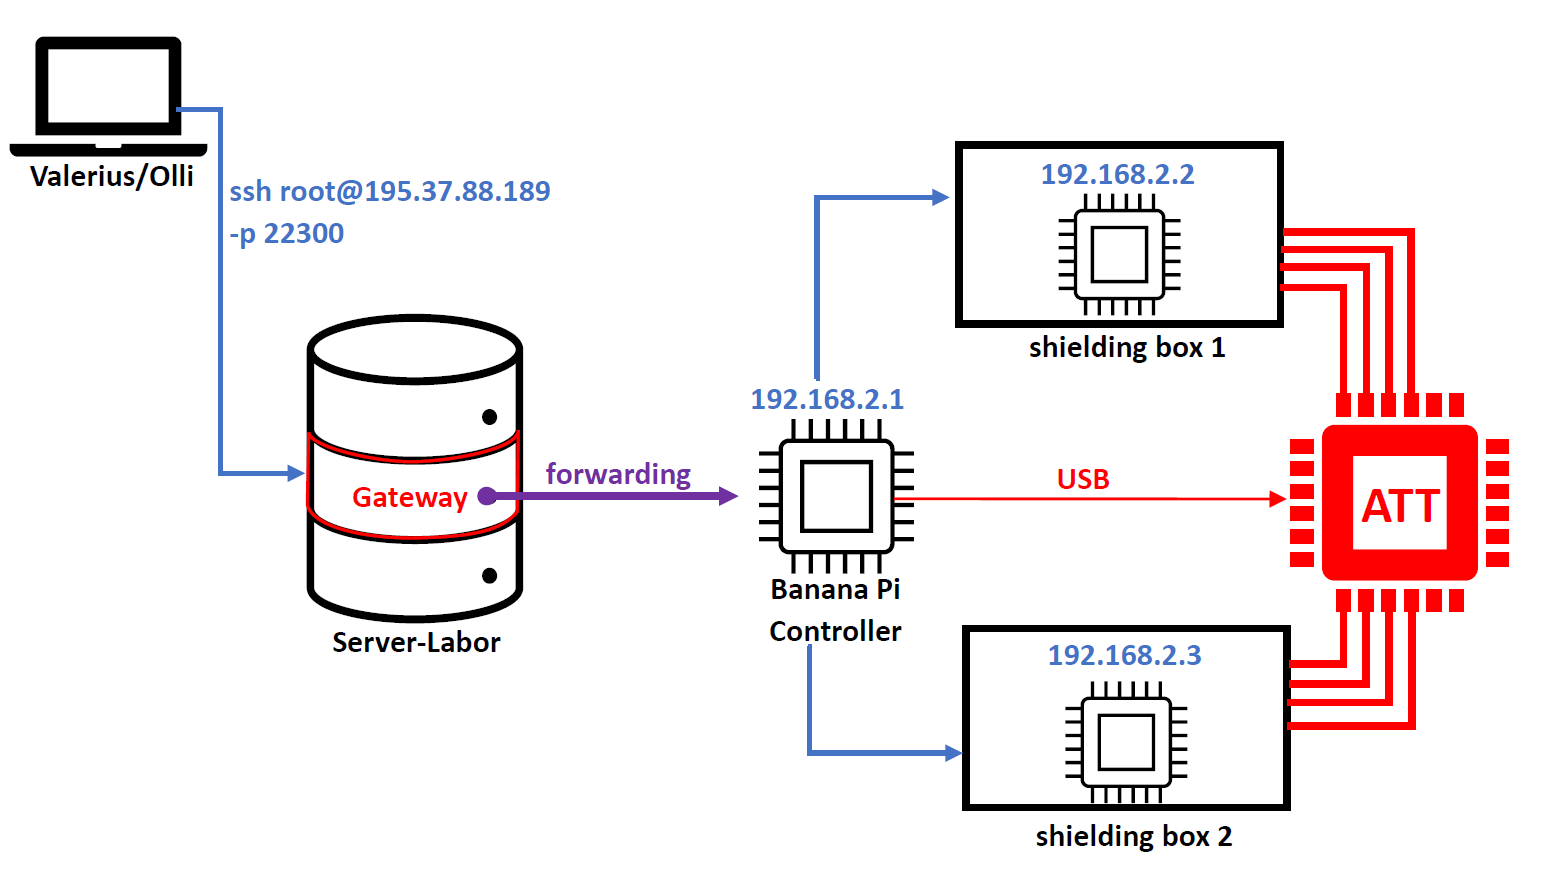 Valerius/Olli
ssh root@195.37.88.189
-p 22300
Gateway
Server-Labor
forwarding
192.168.2.1
Banana Pi
Controller
192.168.2.2
shielding box 1
USB
ATT
192.168.2.3
shielding box 2